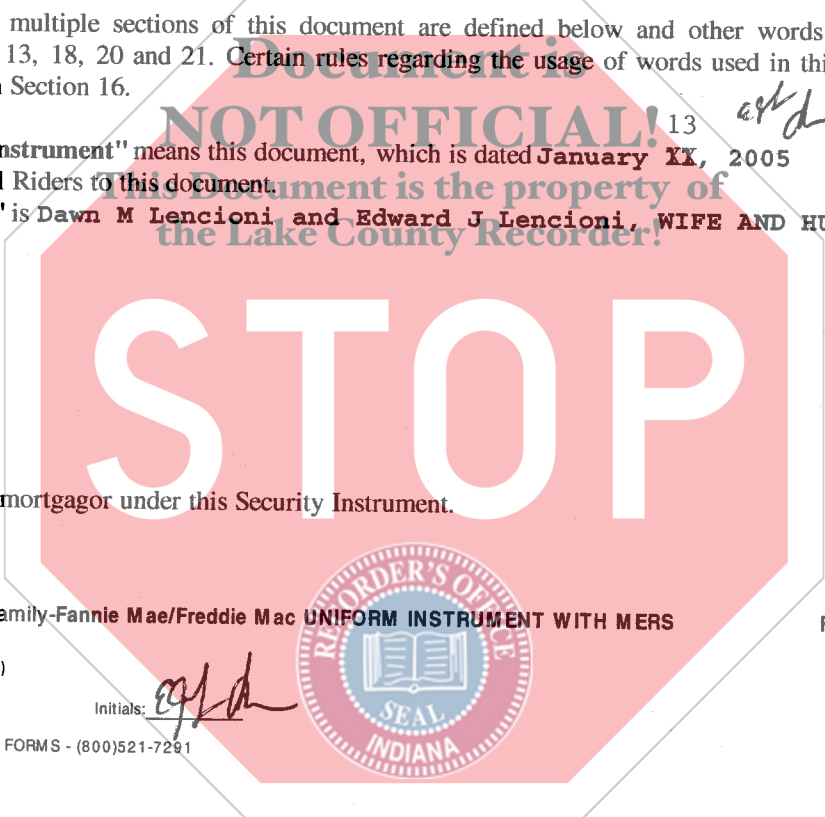 multiple sections of this document are defined below and other words
13, 18, 20 and 21. Certain rules regarding the usage of words used in thi
Section 16.
Document is
NOT OFFICIAL!
13
nstrument" means this document, which is dated January XX, 2005
Riders to this document.
This Document is the property of
" is Dawn M Lencioni and Edward J Lencioni, WIFE AND HU
the Lake County Recorder!
STOP
mortgagor under this Security Instrument.
RECORDER'S OFFICE
amily-Fannie Mae/Freddie Mac UNIFORM INSTRUMENT WITH MERS
)
SEAL
Initials:
INDIANA
FORMS - (800)521-7291